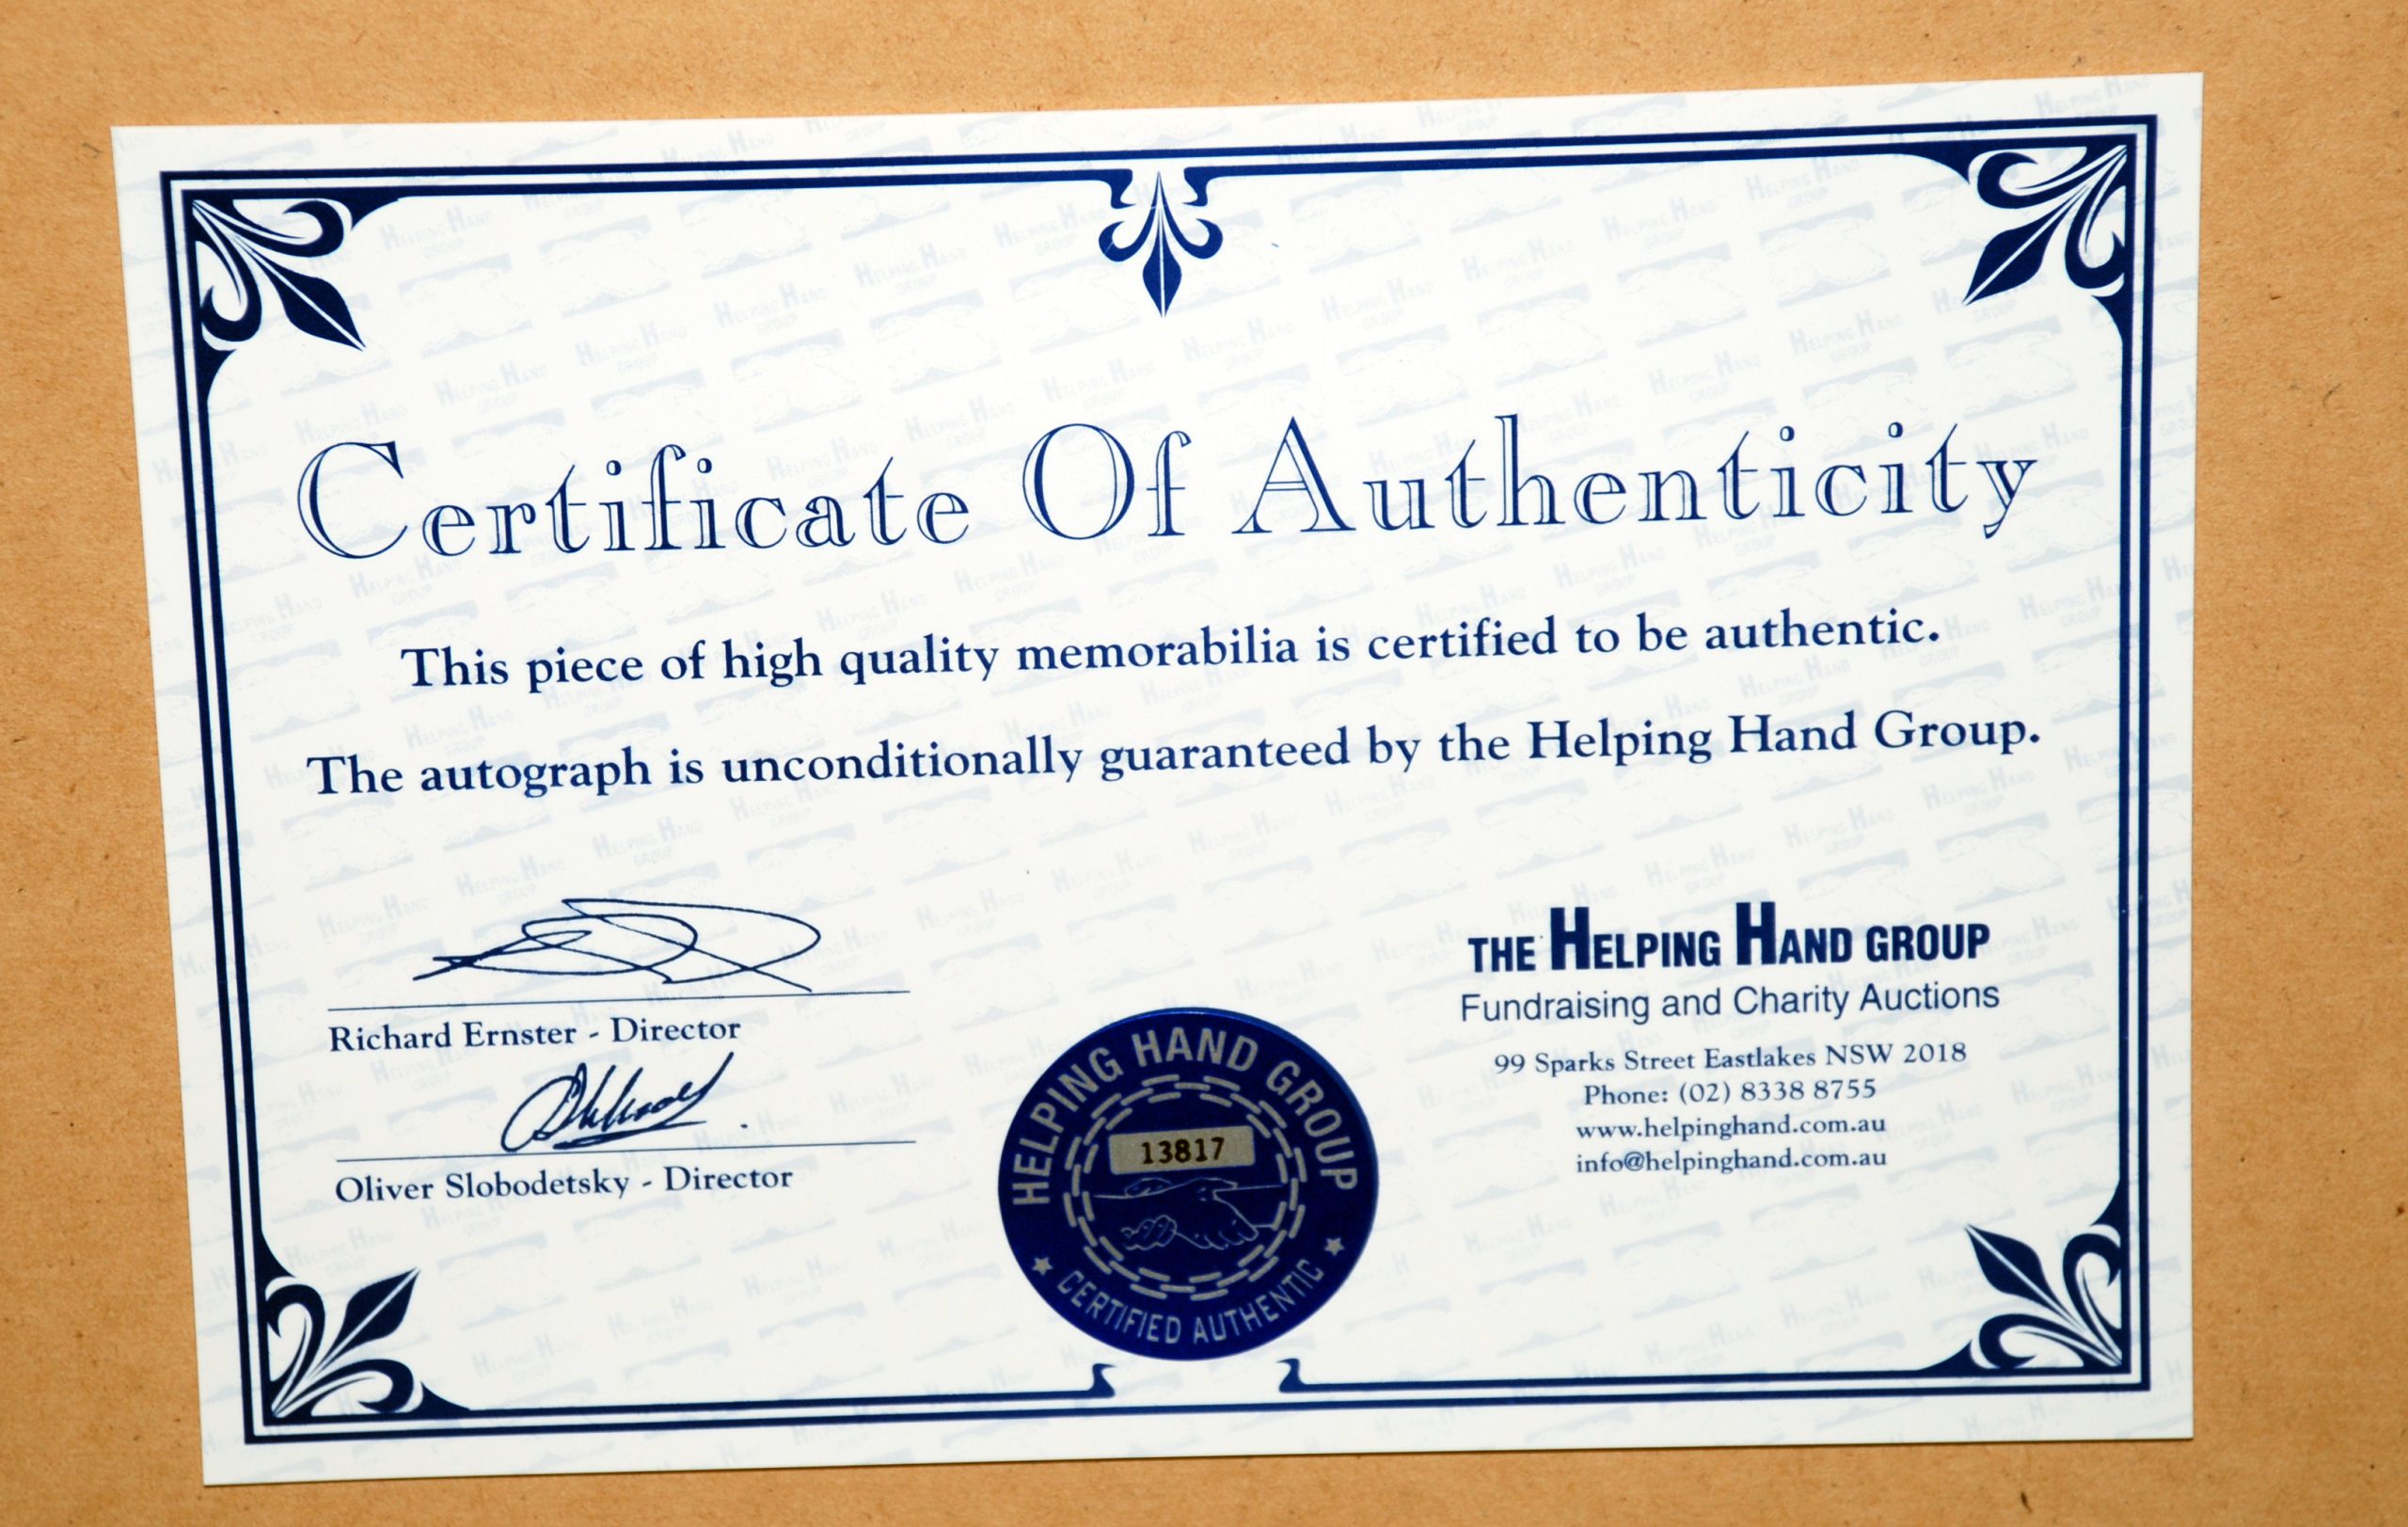 Certificate Of Authenticity
This piece of high quality memorabilia is certified to be authentic.
The autograph is unconditionally guaranteed by the Helping Hand Group.
Richard Ernster - Director
Oliver Slobodetsky - Director
HELPING HAND GROUP
13817
CERTIFIED AUTHENTIC
THE HELPING HAND GROUP
Fundraising and Charity Auctions
99 Sparks Street Eastlakes NSW 2018
Phone: (02) 8338 8755
www.helpinghand.com.au
info@helpinghand.com.au